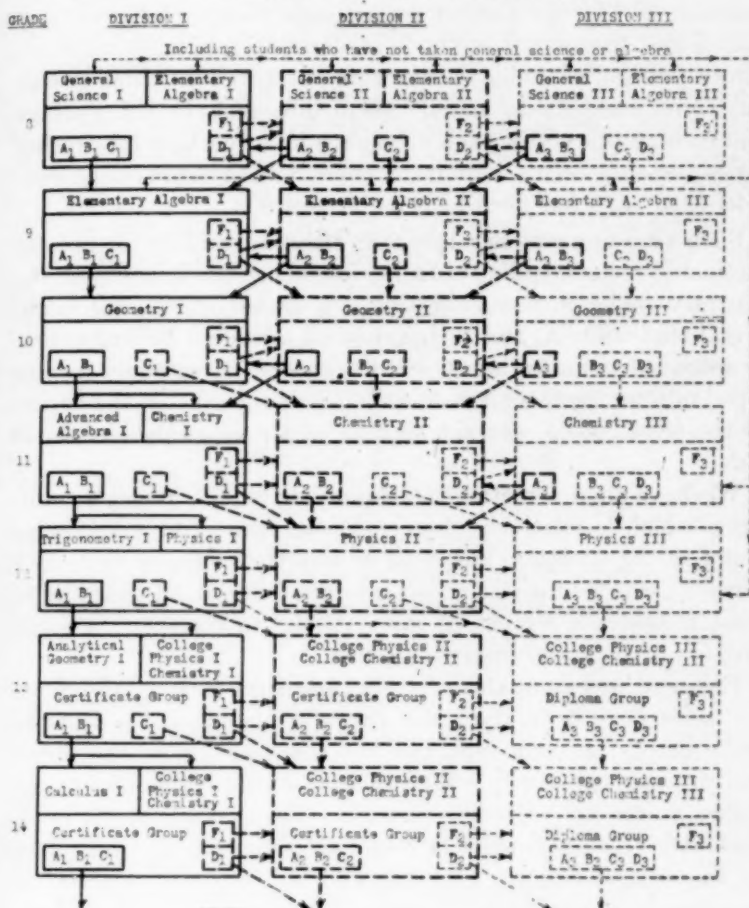 GRADE DIVISION I DIVISION II DIVISION III
Including students who have not taken general science or algebra
General Science I Elementary Algebra I General Science II Elementary Algebra II General Science III Elementary Algebra III
F1 F2 F3
8
A1 B1 C1 D1 A2 B2 C2 D2 A3 B3 C3 D3
Elementary Algebra I Elementary Algebra II Elementary Algebra III
F1 F2 F3
9
A1 B1 C1 D1 A2 B2 C2 D2 A3 B3 C3 D3
Geometry I Geometry II Geometry III
10
F1 F2 F3
A1 B1 C1 D1 A2 B2 C2 D2 A3 B3 C3 D3
Advanced Algebra I Chemistry I Chemistry II Chemistry III
11
F1 F2 F3
A1 B1 C1 D1 A2 B2 C2 D2 A3 B3 C3 D3
Trigonometry I Physics I Physics II Physics III
F1 F2 F3
A1 B1 C1 D1 A2 B2 C2 D2 A3 B3 C3 D3
Analytical Geometry I College Physics I Chemistry I College Physics II College Chemistry II College Physics III College Chemistry III
Certificate Group F1 Certificate Group F2 Diploma Group F3
A1 B1 C1 D1 A2 B2 C2 D2 A3 B3 C3 D3
Calculus I College Physics I Chemistry I College Physics II College Chemistry II College Physics III College Chemistry III
14
Certificate Group F1 Certificate Group F2 Diploma Group F3
A1 B1 C1 D1 A2 B2 C2 D2 A3 B3 C3 D3